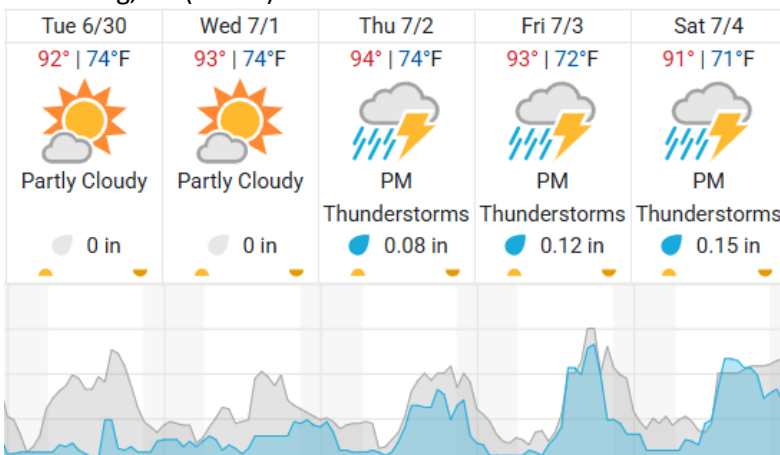 Tue 6/30 Wed 7/1 Thu 7/2 Fri 7/3 Sat 7/4
92° | 74°F 93° | 74°F 94° | 74°F 93° | 72°F 91° | 71°F
Partly Cloudy Partly Cloudy PM PM PM
Thunderstorms Thunderstorms Thunderstorms
0 in 0 in 0.08 in 0.12 in 0.15 in